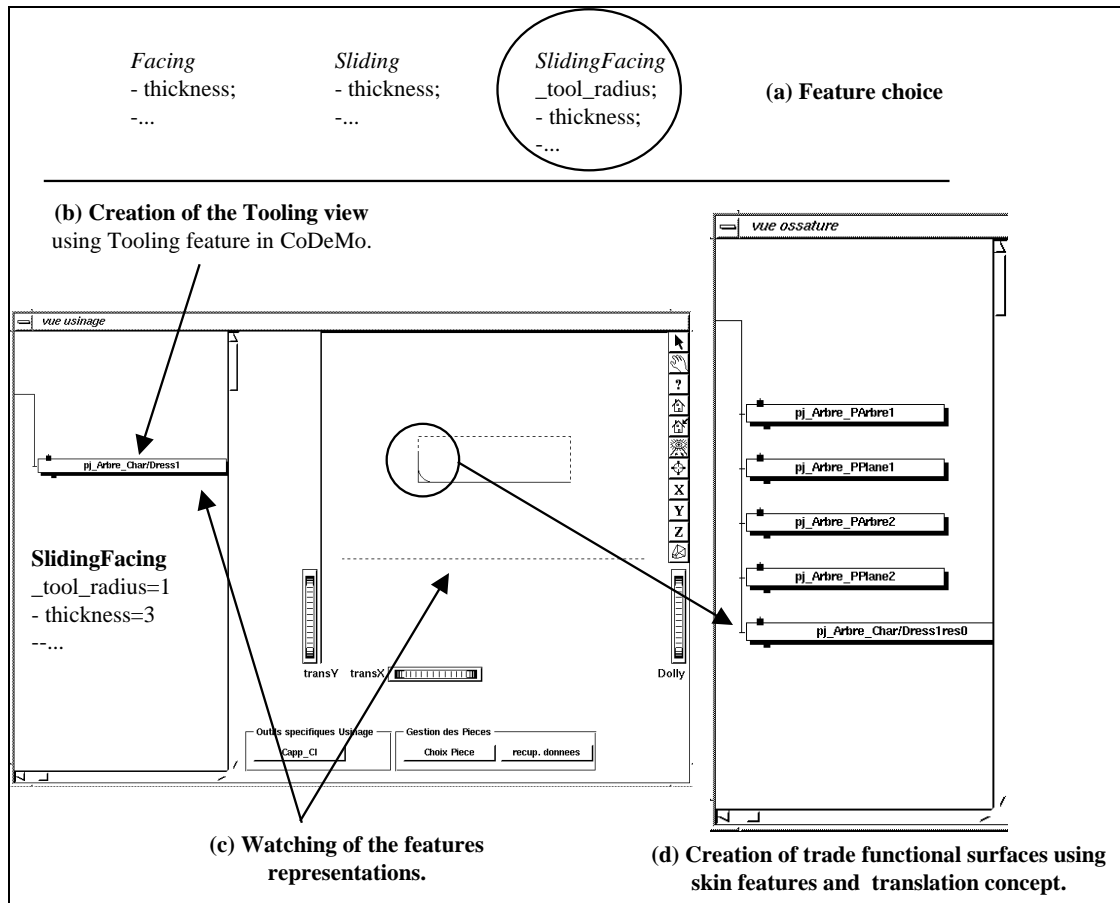 Facing
- thickness;
-...
Sliding
- thickness;
-...
SlidingFacing
_tool_radius;
- thickness;
-...
(a) Feature choice
(b) Creation of the Tooling view
using Tooling feature in CoDeMo.
vue usinage
pj_Arbre_Char/Dress1
SlidingFacing
_tool_radius=1
- thickness=3
--...
?
X
Y
Z
transY
transX
Dolly
Outils specifiques Usinage
Capp_CI
Gestion des Pieces
Choix Piece
recup. donnees
(c) Watching of the features
representations.
vue ossature
pj_Arbre_PArbre1
pj_Arbre_PPlane1
pj_Arbre_PArbre2
pj_Arbre_PPlane2
pj_Arbre_Char/Dress1res0
(d) Creation of trade functional surfaces using
skin features and translation concept.